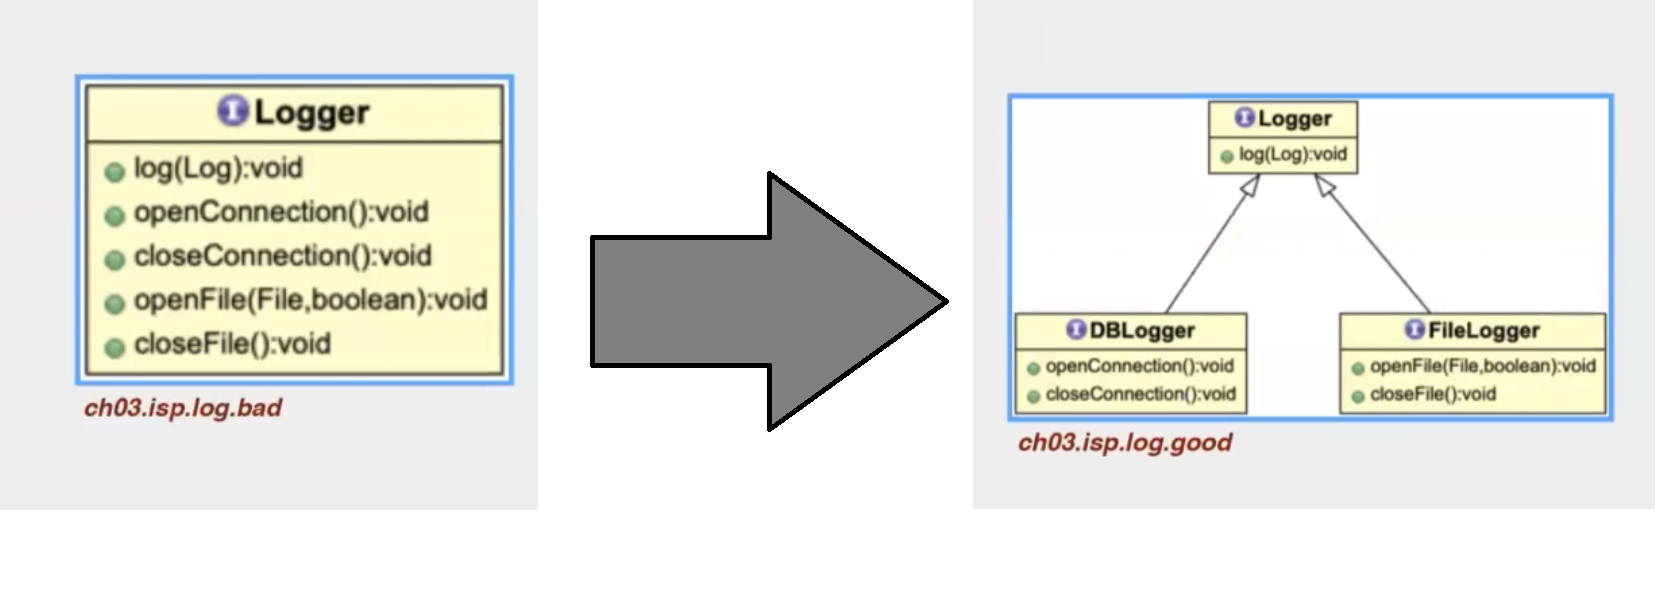 Logger
log(Log):void
openConnection():void
closeConnection():void
openFile(File,boolean):void
closeFile():void
ch03.isp.log.bad
Logger
log(Log):void
DBLogger
openConnection():void
closeConnection():void
FileLogger
openFile(File,boolean):void
closeFile():void
ch03.isp.log.good